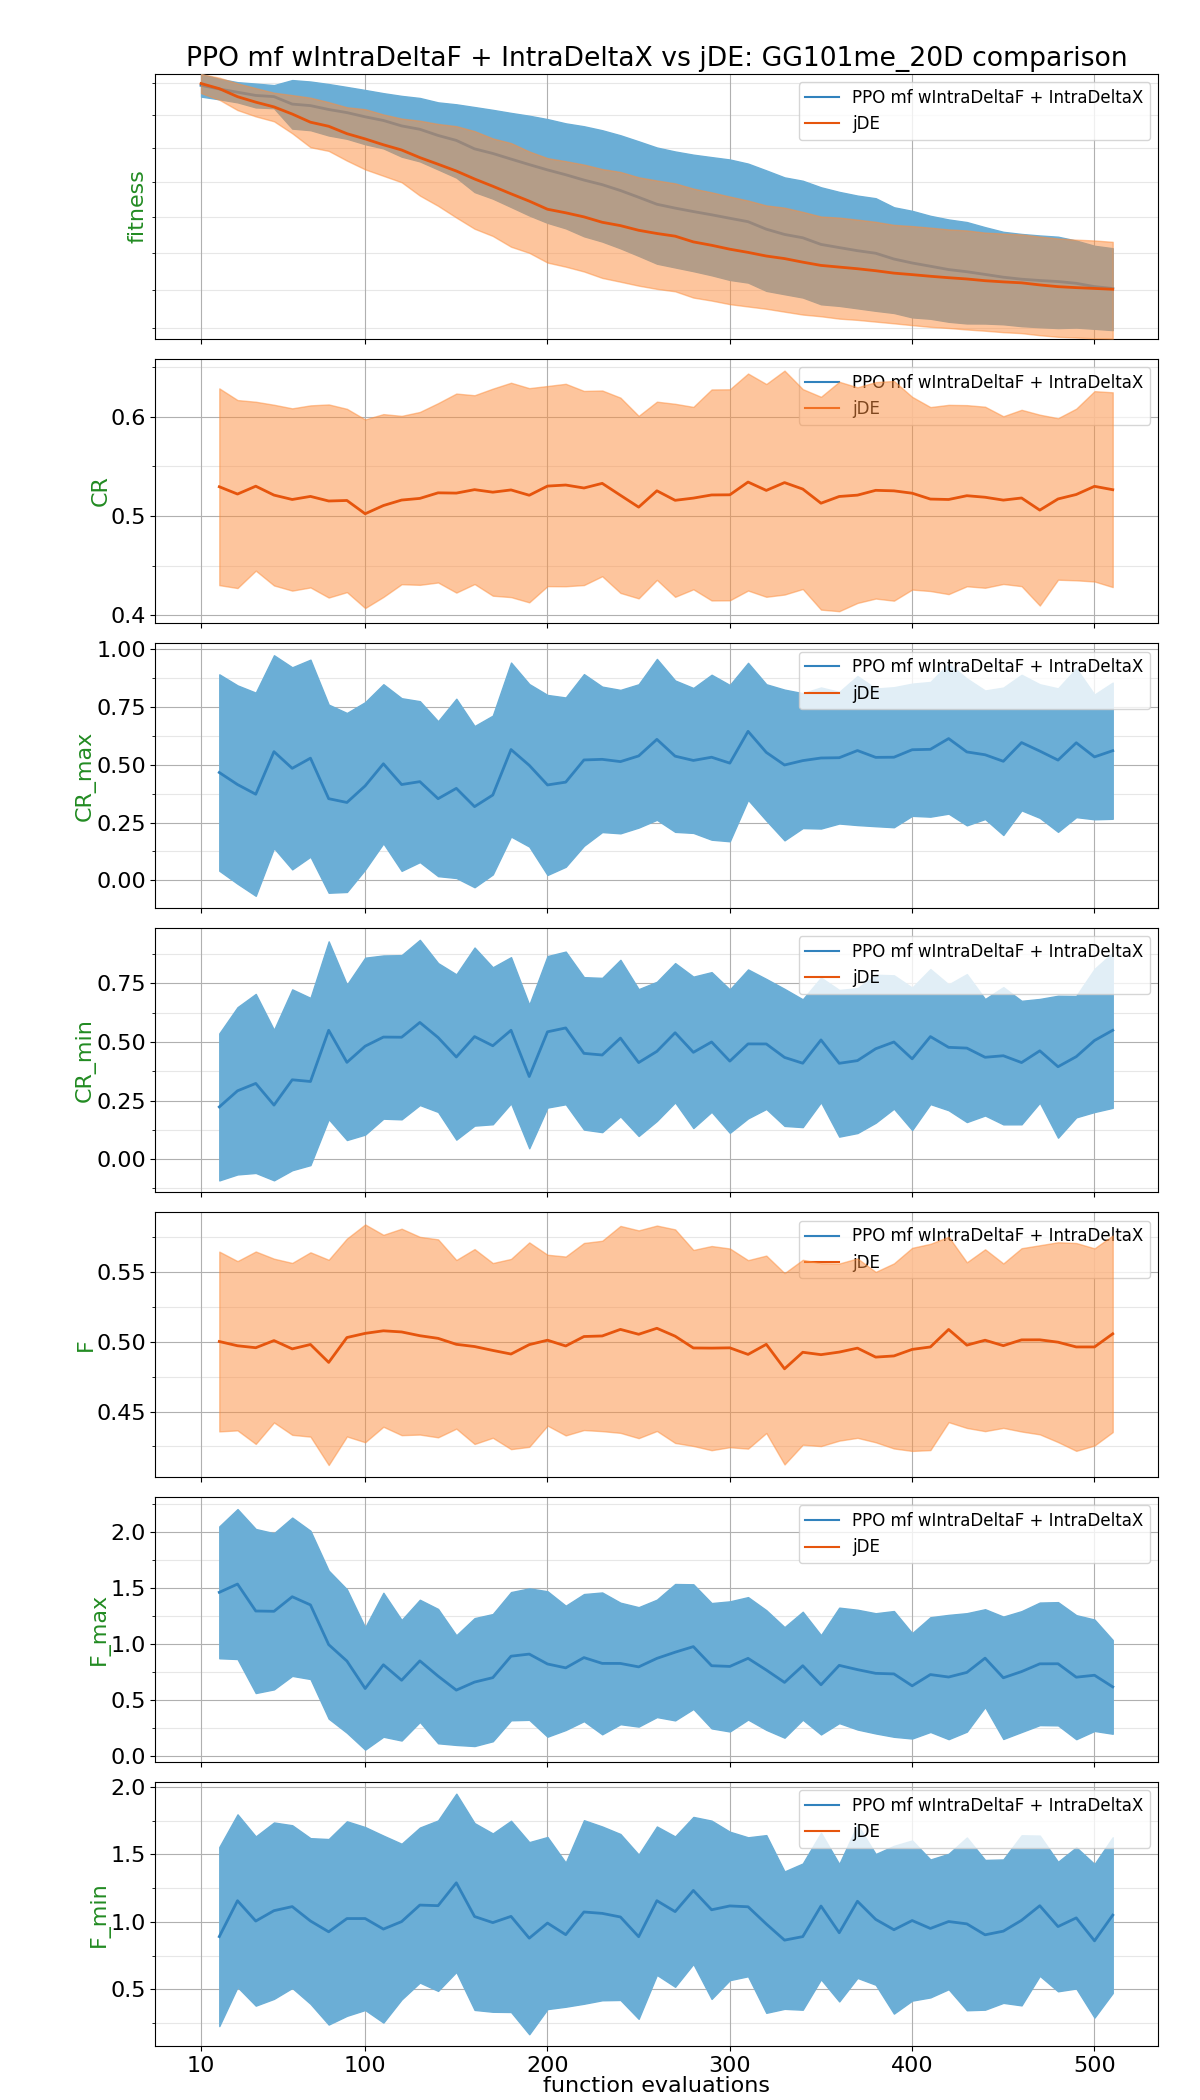 PPO mf wIntraDeltaF + IntraDeltaX vs jDE: GG101me_20D comparison
fitness
PPO mf wIntraDeltaF + IntraDeltaX
jDE
CR
0.6
0.5
0.4
PPO mf wIntraDeltaF + IntraDeltaX
jDE
CR_max
1.00
0.75
0.50
0.25
0.00
PPO mf wIntraDeltaF + IntraDeltaX
jDE
CR_min
0.75
0.50
0.25
0.00
PPO mf wIntraDeltaF + IntraDeltaX
jDE
F
0.55
0.50
0.45
PPO mf wIntraDeltaF + IntraDeltaX
jDE
F_max
2.0
1.5
1.0
0.5
0.0
PPO mf wIntraDeltaF + IntraDeltaX
jDE
F_min
2.0
1.5
1.0
0.5
PPO mf wIntraDeltaF + IntraDeltaX
jDE
10 100 200 300 400 500
function evaluations